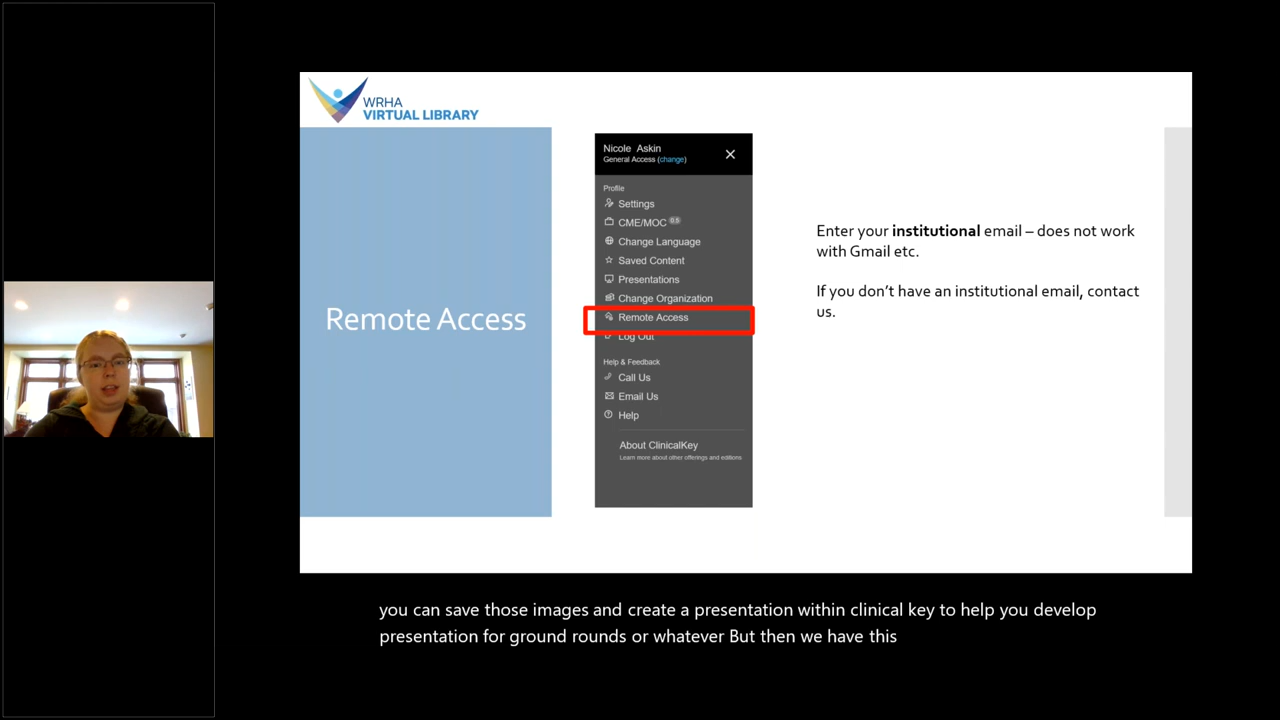 WRHA
VIRTUAL LIBRARY
Remote Access
Nicole Askin
General Access (change)
Profile
Settings
CME/MOC 0.5
Change Language
Saved Content
Presentations
Change Organization
Remote Access
Log Out
Help & Feedback
Call Us
Email Us
Help
About ClinicalKey
Learn more about other offerings and editions
Enter your institutional email – does not work
with Gmail etc.
If you don't have an institutional email, contact
us.
you can save those images and create a presentation within clinical key to help you develop
presentation for ground rounds or whatever But then we have this